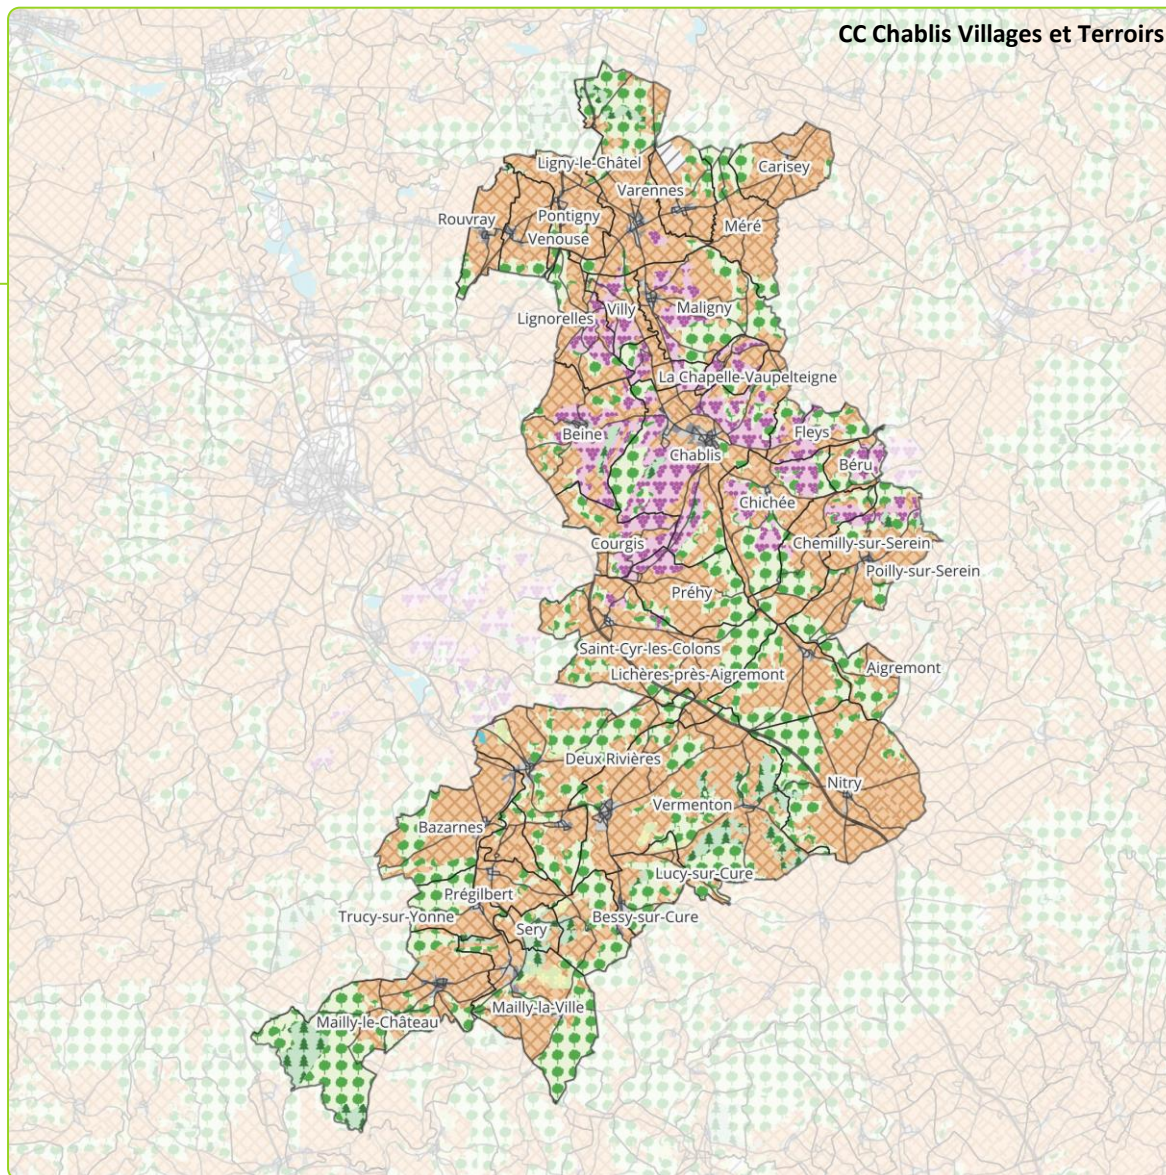 CC Chablis Villages et Terroirs
Ligny-le-Châtel
Carisey
Varennes
Rouvray
Pontigny
Méré
Venouse
Lignorelles
Villy
Maligny
La Chapelle-Vaupelteigne
Beine
Fleys
Chablis
Béru
Chichée
Courgis
Chemilly-sur-Serein
Poilly-sur-Serein
Préhy
Saint-Cyr-les-Colons
Aigremont
Lichères-près-Aigremont
Deux Rivières
Nitry
Vermenton
Bazarnes
Lucy-sur-Cure
Prégilbert
Trucy-sur-Yonne
Bessy-sur-Cure
Sery
Mailly-la-Ville
Mailly-le-Château